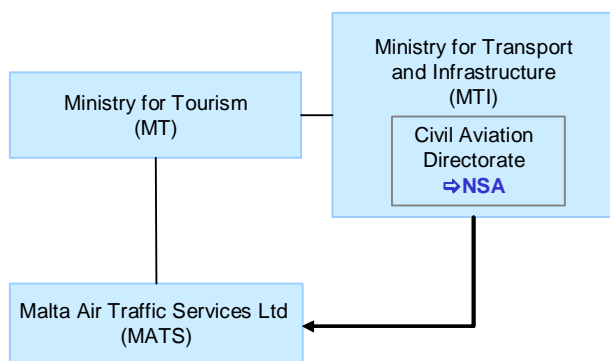 Ministry for Tourism
(MT)
Ministry for Transport
and Infrastructure
(MTI)
Civil Aviation
Directorate
⇨NSA
Malta Air Traffic Services Ltd
(MATS)